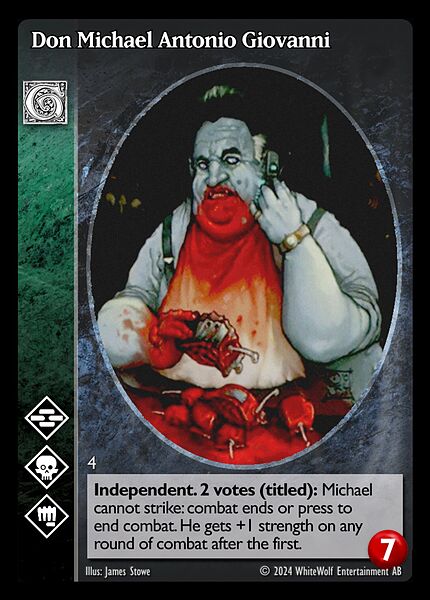 Don Michael Antonio Giovanni
4
Independent. 2 votes (titled): Michael
cannot strike: combat ends or press to
end combat. He gets +1 strength on any
round of combat after the first.
7
Illus: James Stowe
© 2024 WhiteWolf Entertainment AB